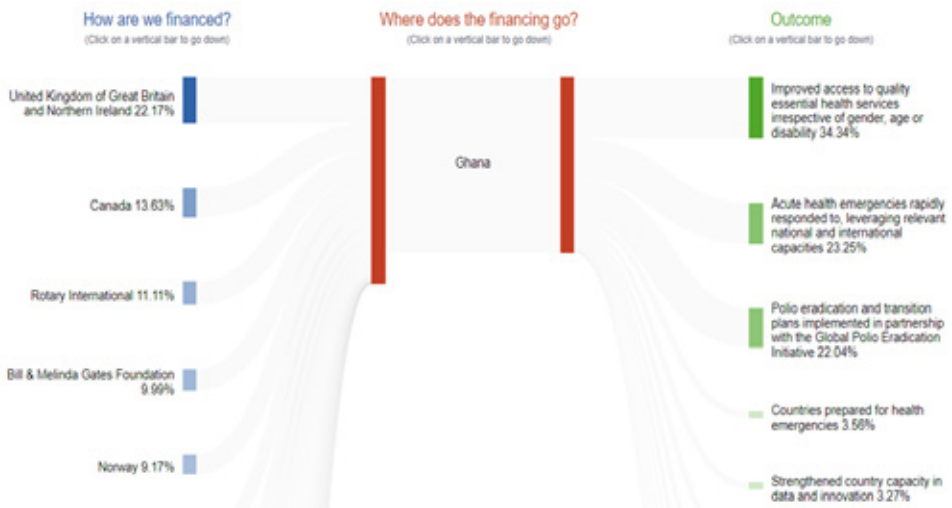 How are we financed?
(Click on a vertical bar to go down)
Where does the financing go?
(Click on a vertical bar to go down)
Outcome
(Click on a vertical bar to go down)
United Kingdom of Great Britain
and Northern Ireland 22.17%
Canada 13.63%
Rotary International 11.11%
Bill & Melinda Gates Foundation
9.99%
Norway 9.17%
Ghana
Improved access to quality
essential health services
irrespective of gender, age or
disability 34.34%
Acute health emergencies rapidly
responded to, leveraging relevant
national and international
capacities 23.25%
Polio eradication and transition
plans implemented in partnership
with the Global Polio Eradication
Initiative 22.04%
Countries prepared for health
emergencies 3.56%
Strengthened country capacity in
data and innovation 3.27%